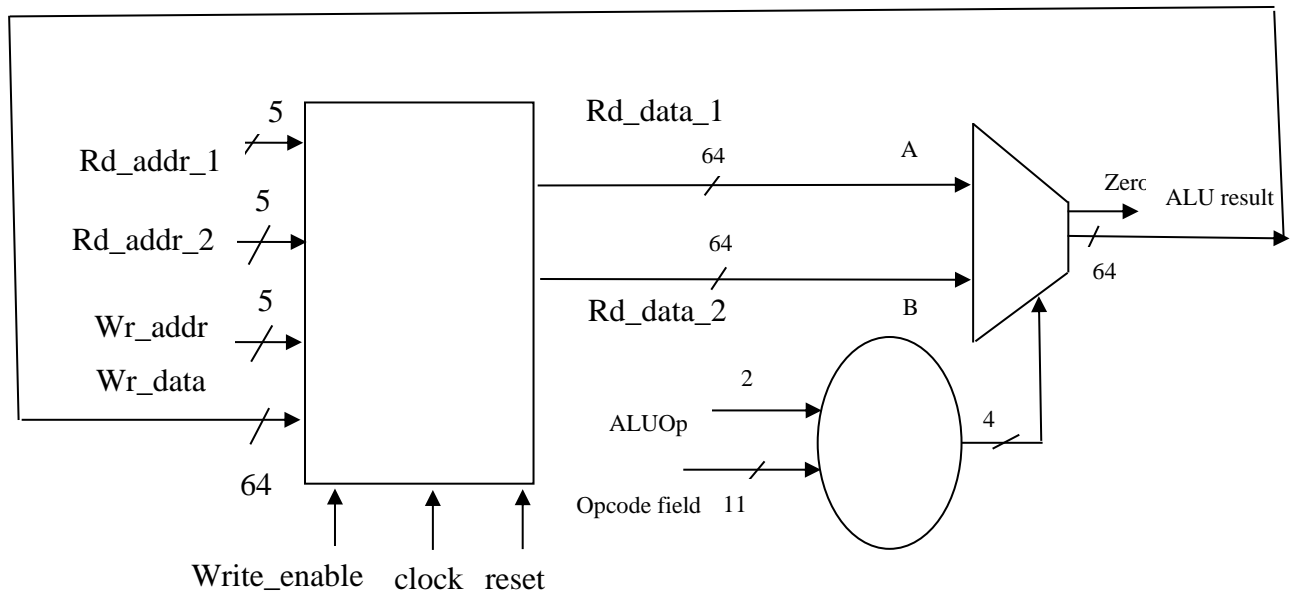 5
Rd_addr_1
5
Rd_addr_2
5
Wr_addr
Wr_data
64
Write_enable
clock
reset
Rd_data_1
64
A
64
Rd_data_2
B
Zero
ALU result
64
2
ALUOp
4
Opcode field
11